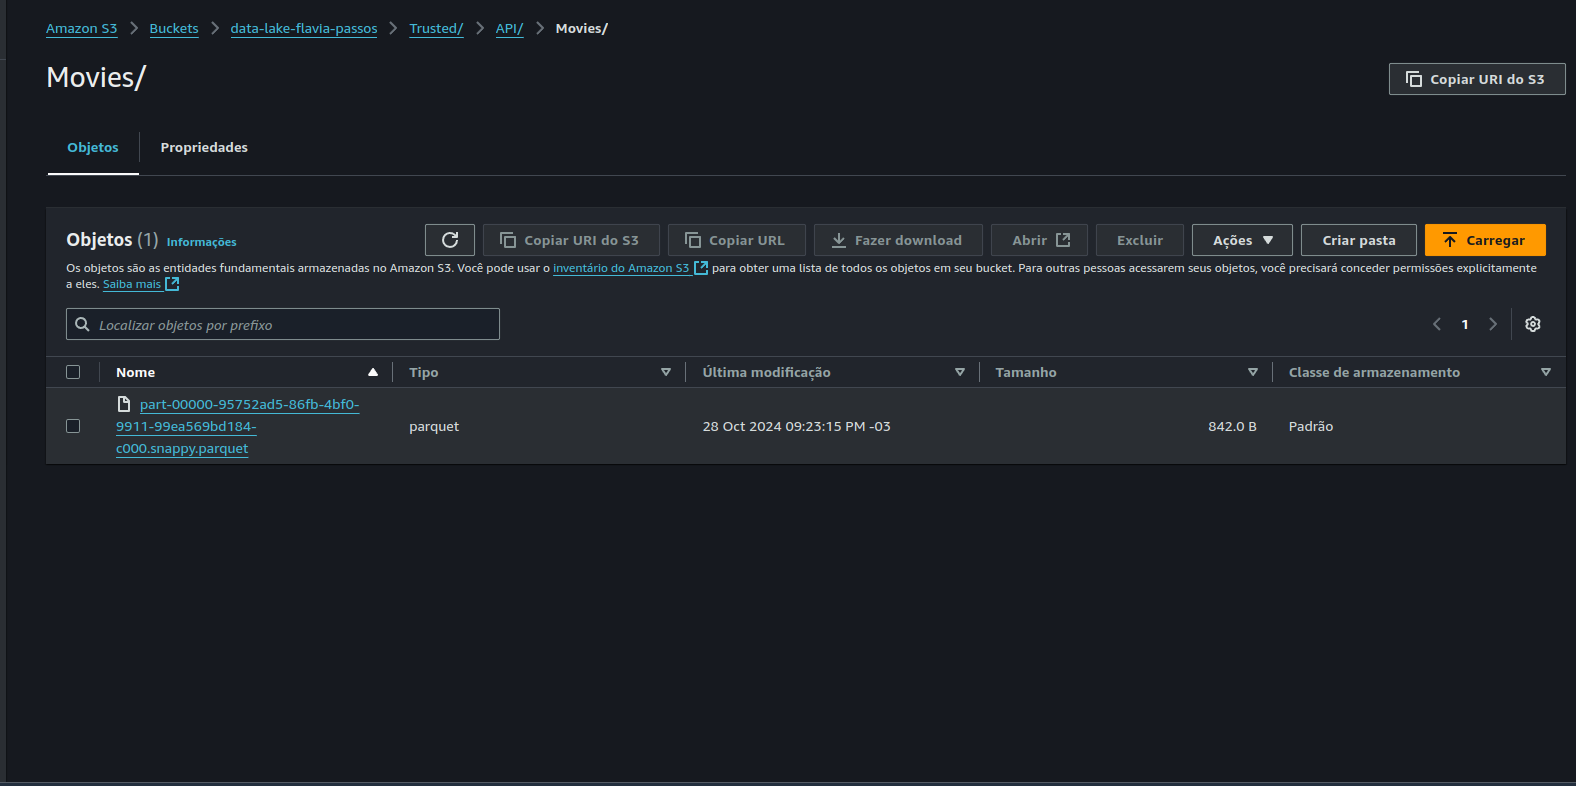 Amazon S3 > Buckets > data-lake-flavia-passos > Trusted/ > API/ > Movies/
Movies/
Copiar URI do S3
Objetos
Propriedades
Objetos (1) Informações
Copiar URI do S3
Copiar URL
Fazer download
Abrir
Excluir
Ações
Criar pasta
Carregar
Os objetos são as entidades fundamentais armazenadas no Amazon S3. Você pode usar o inventário do Amazon S3 para obter uma lista de todos os objetos em seu bucket. Para outras pessoas acessarem seus objetos, você precisará conceder permissões explicitamente
a eles. Saiba mais
Localizar objetos por prefixo
1
Nome
Tipo
Última modificação
Tamanho
Classe de armazenamento
part-00000-95752ad5-86fb-4bf0-
9911-99ea569bd184-
c000.snappy.parquet
parquet
28 Oct 2024 09:23:15 PM -03
842.0 B
Padrão